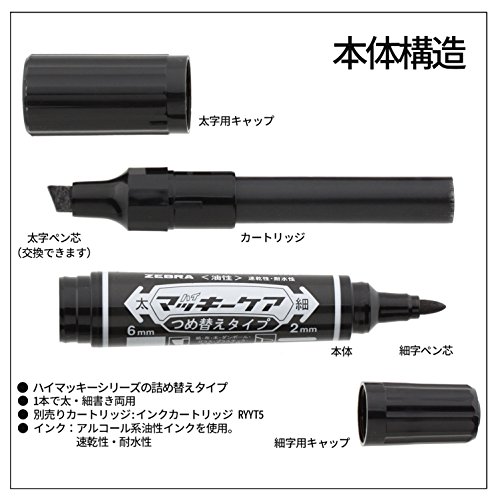 本体構造
太字用キャップ
太字ペン芯
(交換できます)
カートリッジ
ZEBRA <油性> 速乾性・耐水性
太 ハイ マッキーケア 細
6mm つめ替えタイプ 2mm
本体
細字ペン芯
● ハイマッキーシリーズの詰め替えタイプ
● 1本で太・細書き両用
● 別売りカートリッジ:インクカートリッジ RYYT5
● インク:アルコール系油性インクを使用。
速乾性・耐水性
細字用キャップ